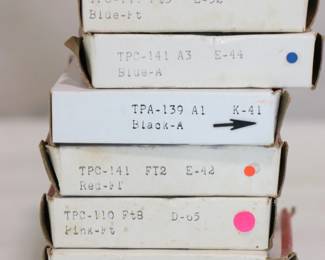 Blue-Ft
TPC-141 A3 E-44
Blue-A
TPA-139 A1 K-41
Black-A
TPC-141 FT2 E-42
Red-FT
TPC-110 Ft8 D-65
Pink-Ft